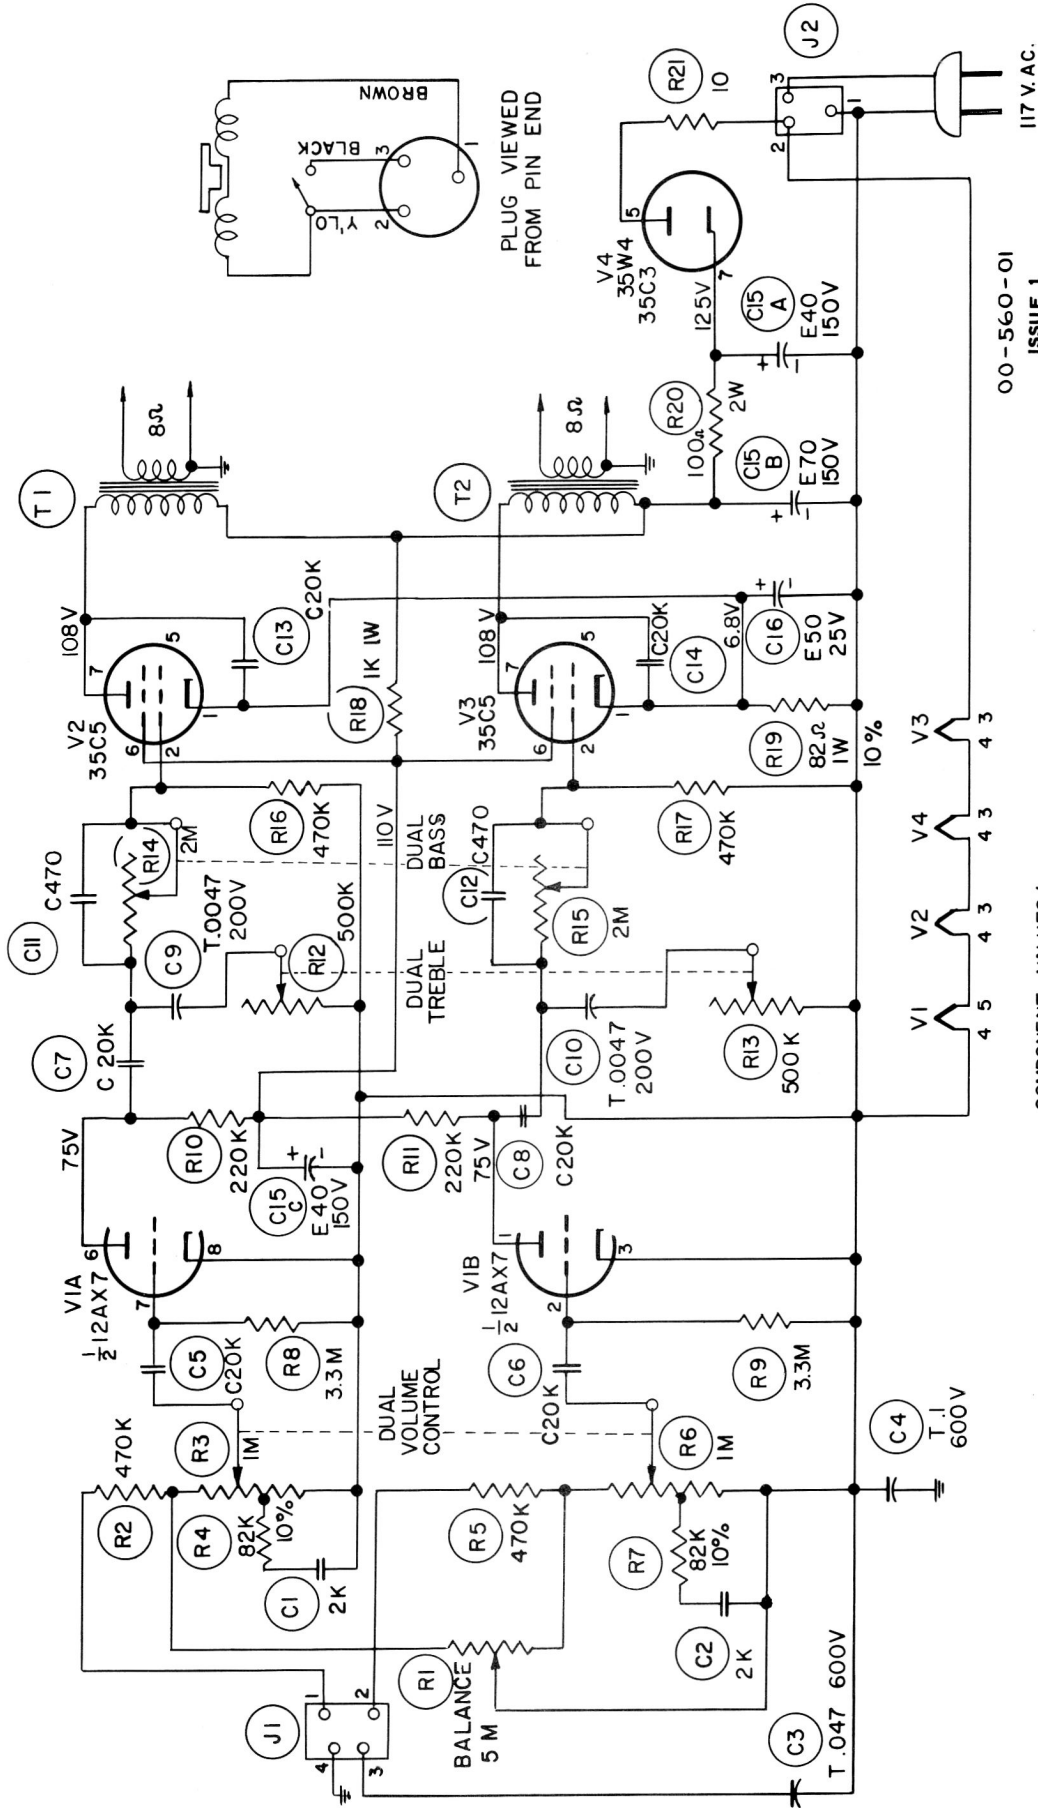 T1
8Ω
BROWN
BLACK
Y'LO
3
2
1
PLUG VIEWED
FROM PIN END
C11
C470
R14
2M
C7
C 20K
C9
T.0047
200V
R12
500K
V2
35C5
6
2
7
5
1
108V
C13
C20K
R16
470K
R18
1K 1W
110V
75V
R10
220K
C15
C
E40
150V
V1A
½12AX7
6
7
8
C5
C20K
R8
3.3M
R2
470K
R3
1M
R4
82K
10%
C1
2K
J1
1
2
4
3
DUAL
VOLUME
CONTROL
DUAL
TREBLE
DUAL
BASS
T2
8Ω
V3
35C5
6
2
7
5
1
108V
C20K
C14
6.8V
C16
E50
25V
R19
82Ω
1W
10%
C12
C470
R15
2M
R17
470K
C10
T.0047
200V
R13
500K
R11
220K
75V
C8
C20K
V1B
½12AX7
1
2
3
C6
C20K
R9
3.3M
R5
470K
R6
1M
R7
82K
10%
C2
2K
R1
BALANCE
5 M
C3
T.047 600V
C4
T.1
600V
R20
100Ω
2W
C15
B
E70
150V
C15
A
E40
150V
V4
35W4
35C3
5
7
125V
R21
10
J2
2
3
1
117 V. AC.
V1
4 5
V2
4 3
V4
4 3
V3
4 3
00-560-01
ISSUE 1